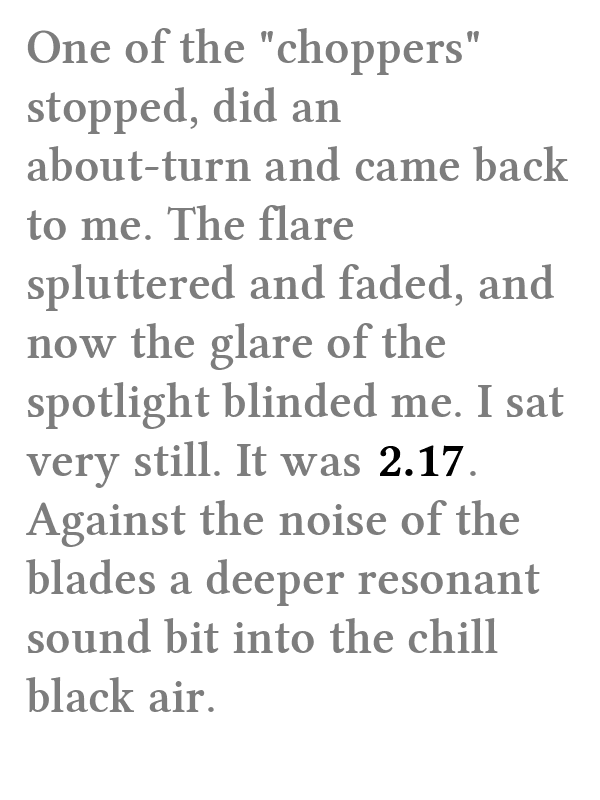 One of the "choppers"
stopped, did an
about-turn and came back
to me. The flare
spluttered and faded, and
now the glare of the
spotlight blinded me. I sat
very still. It was 2.17.
Against the noise of the
blades a deeper resonant
sound bit into the chill
black air.